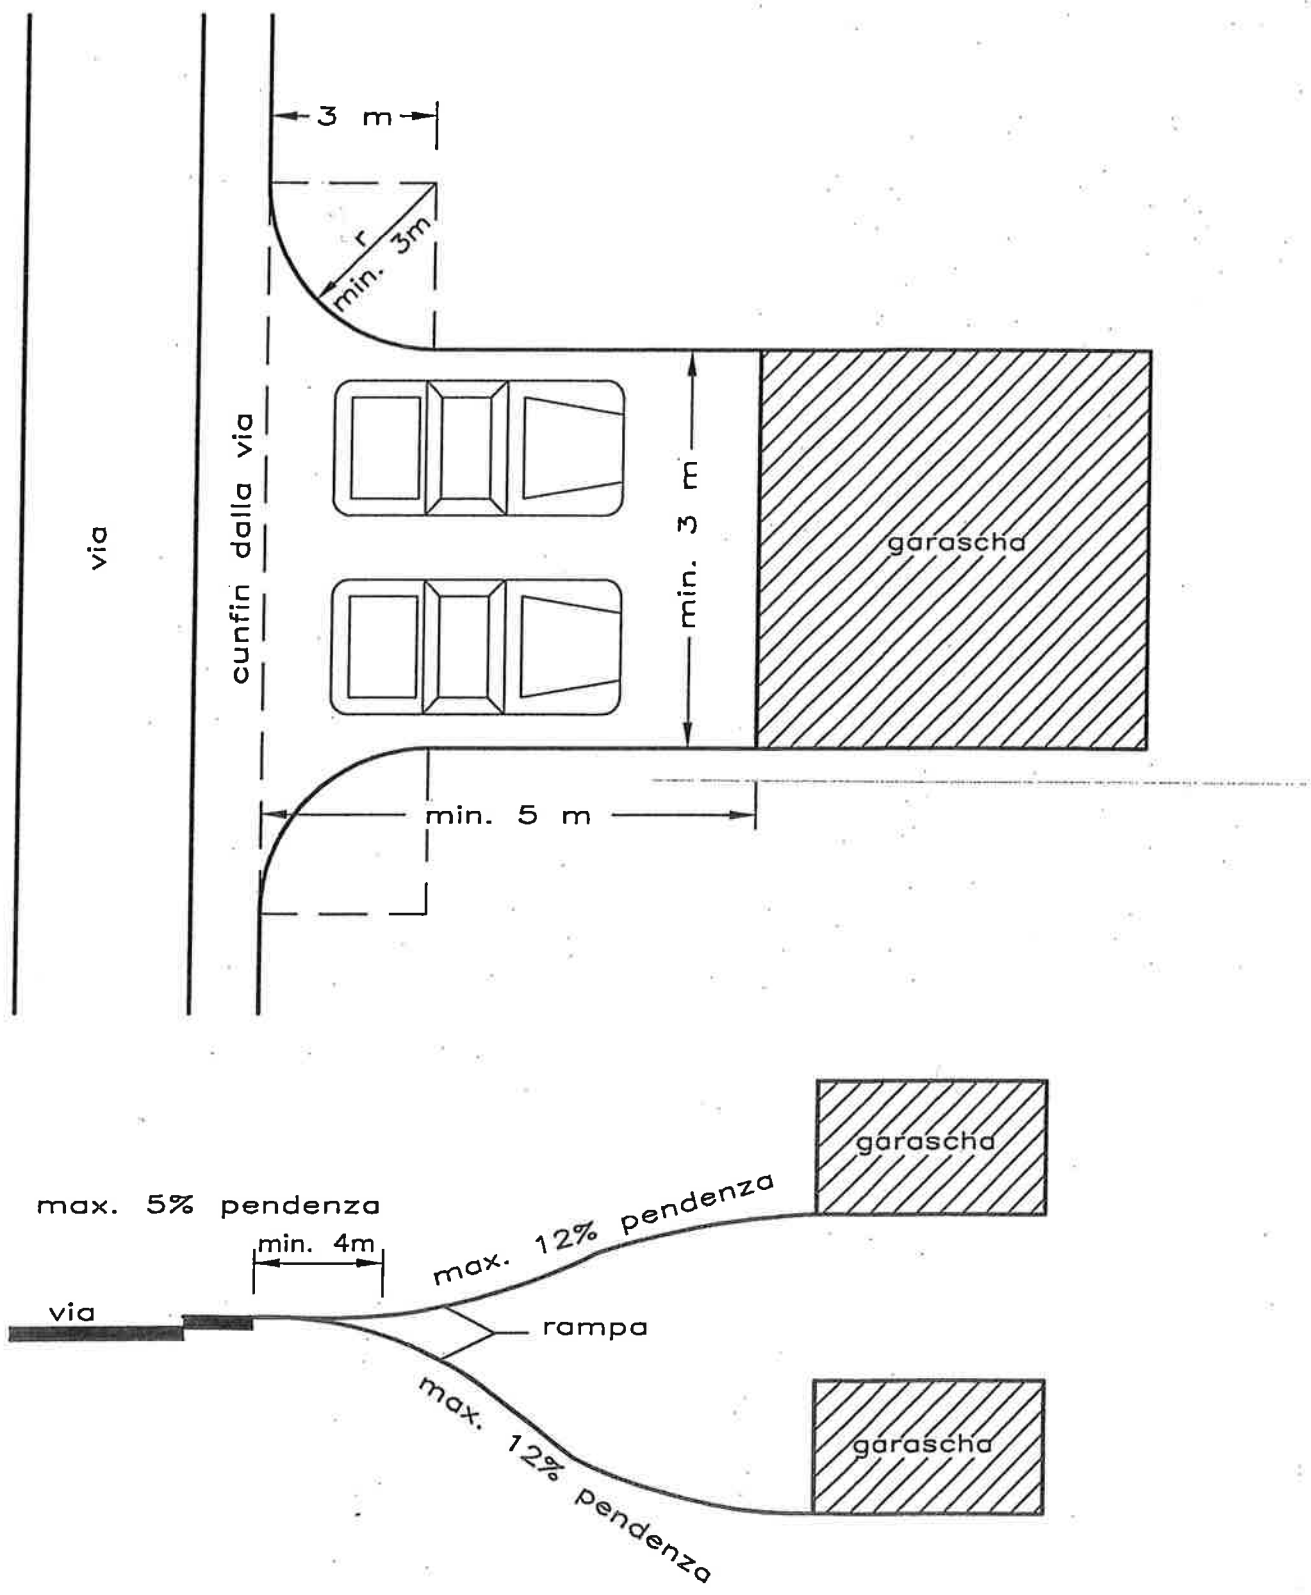 3 m
r
min. 3m
via
cunfin dalla via
min. 3 m
garascha
min. 5 m
garascha
max. 5% pendenza
min. 4m
max. 12% pendenza
via
rampa
max. 12% pendenza
garascha